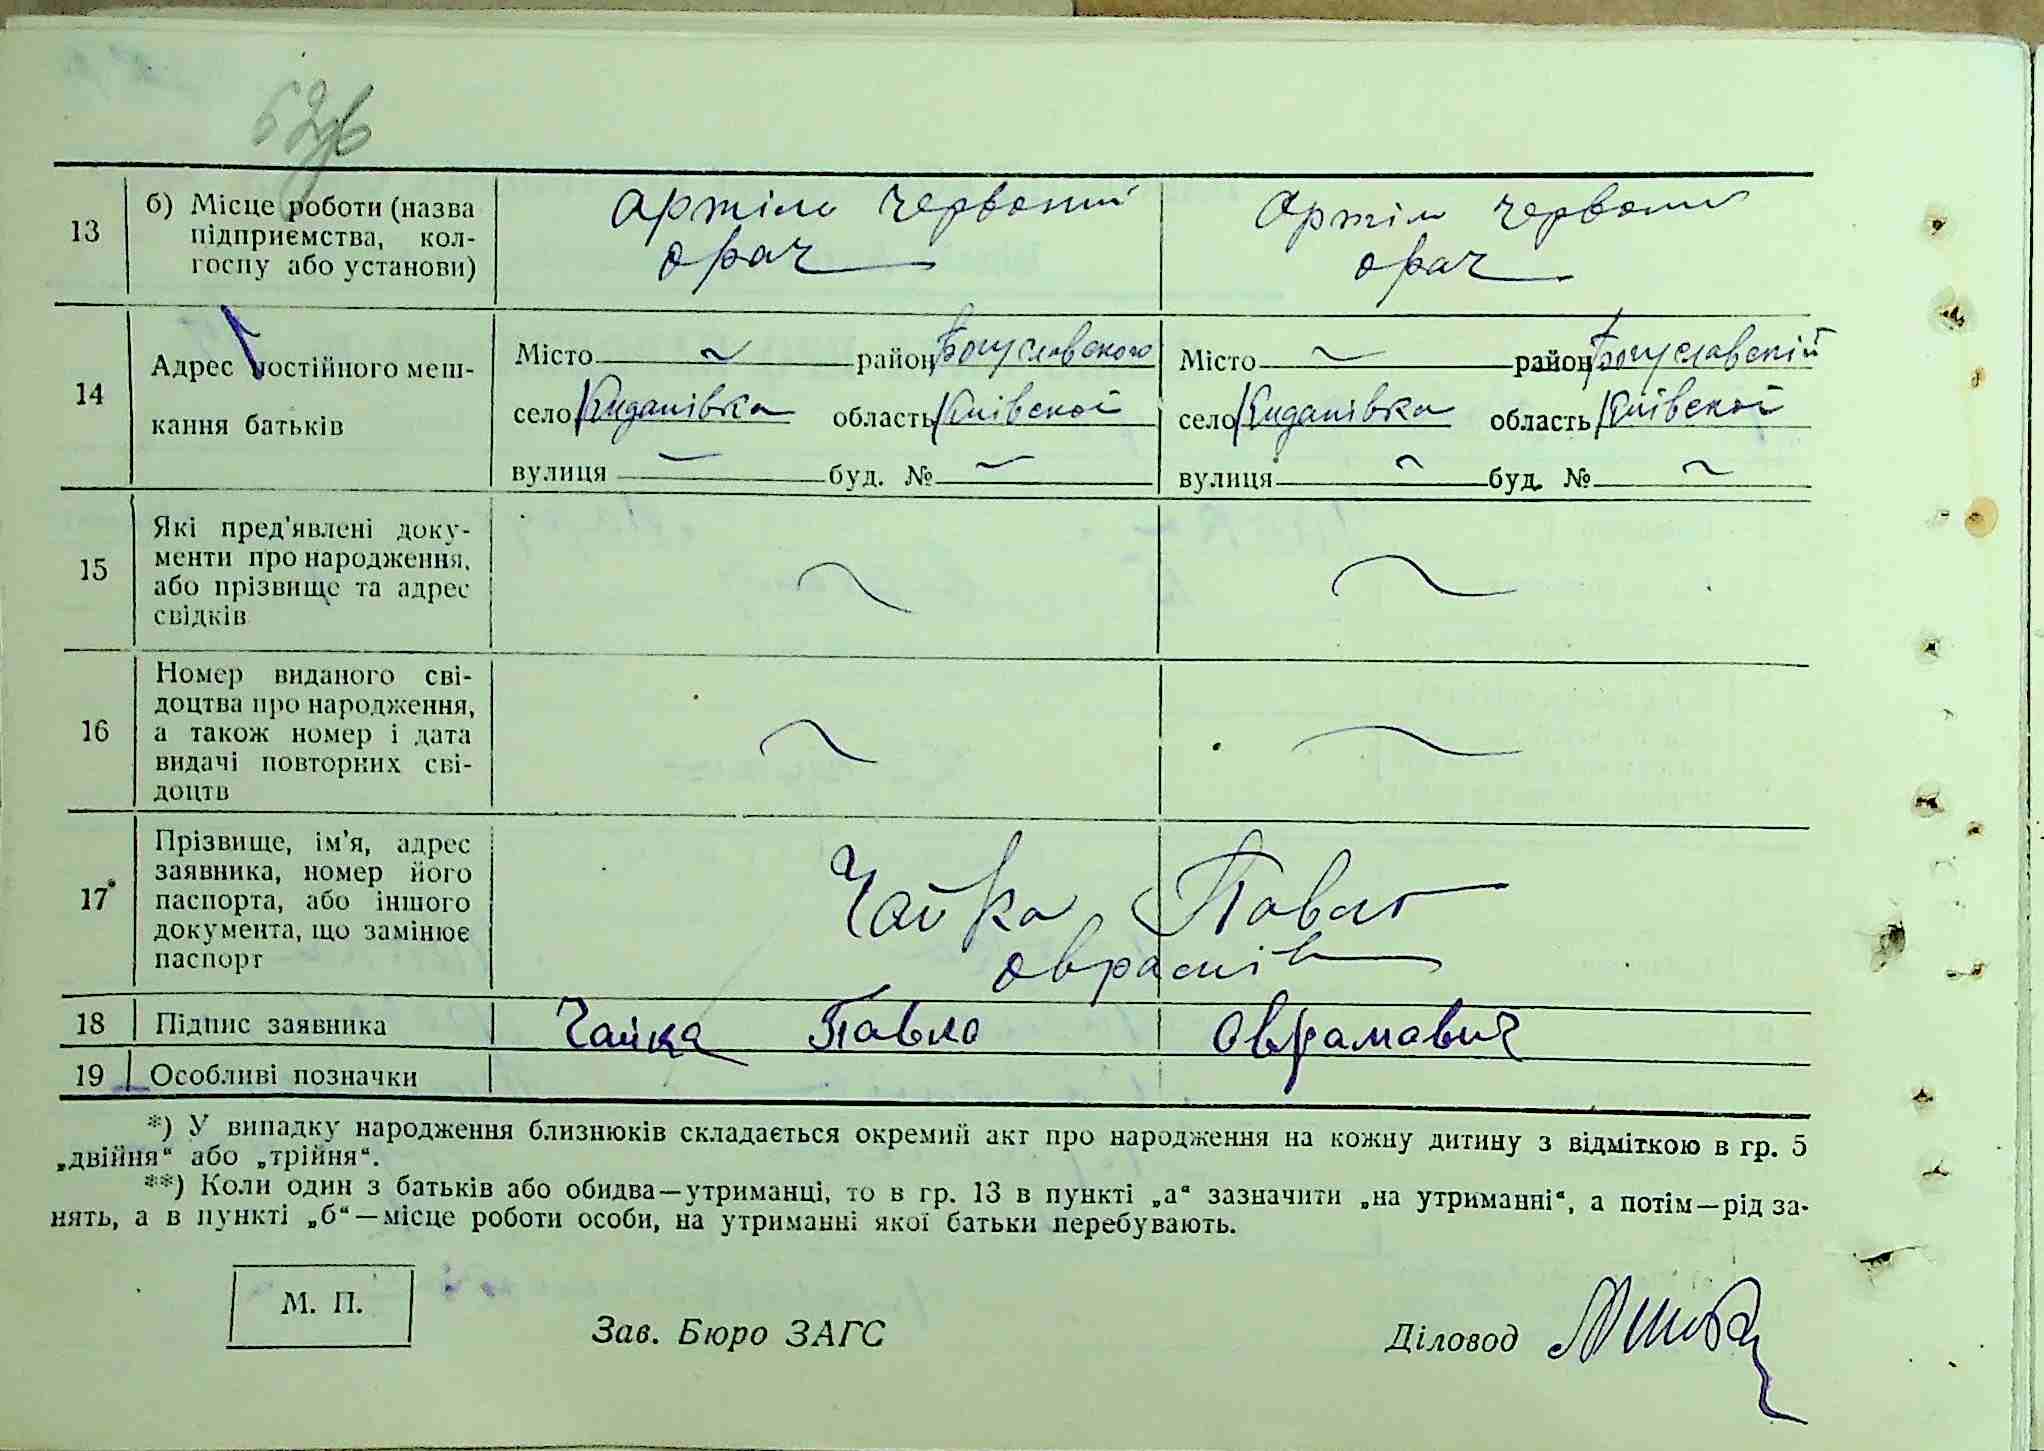 13
б) Місце роботи (назва
підприємства, кол-
госпу або установи)
Артіль Червоний
Орач
Артіль Червоний
Орач
14
Адрес постійного меш-
кання батьків
Місто ~ район Богуславського
село Киданівка область Київской
вулиця — буд. № ~
Місто ~ район Богуславский
село Киданівка область Київской
вулиця ~ буд. № ~
15
Які пред'явлені доку-
менти про народження,
або прізвище та адрес
свідків
16
Номер виданого сві-
доцтва про народження,
а також номер і дата
видачі повторних сві-
доцтв
17
Прізвище, ім'я, адрес
заявника, номер його
паспорта, або іншого
документа, що замінює
паспорт
Чайка Павло
Оврамів
18 Підпис заявника Чайка Павло Оврамович
19 Особливі позначки
*) У випадку народження близнюків складається окремий акт про народження на кожну дитину з відміткою в гр. 5
„двійня“ або „трійня“.
**) Коли один з батьків або обидва—утриманці, то в гр. 13 в пункті „а“ зазначити „на утриманні“, а потім—рід за-
нять, а в пункті „б“—місце роботи особи, на утриманні якої батьки перебувають.
М. П.
Зав. Бюро ЗАГС
Діловод